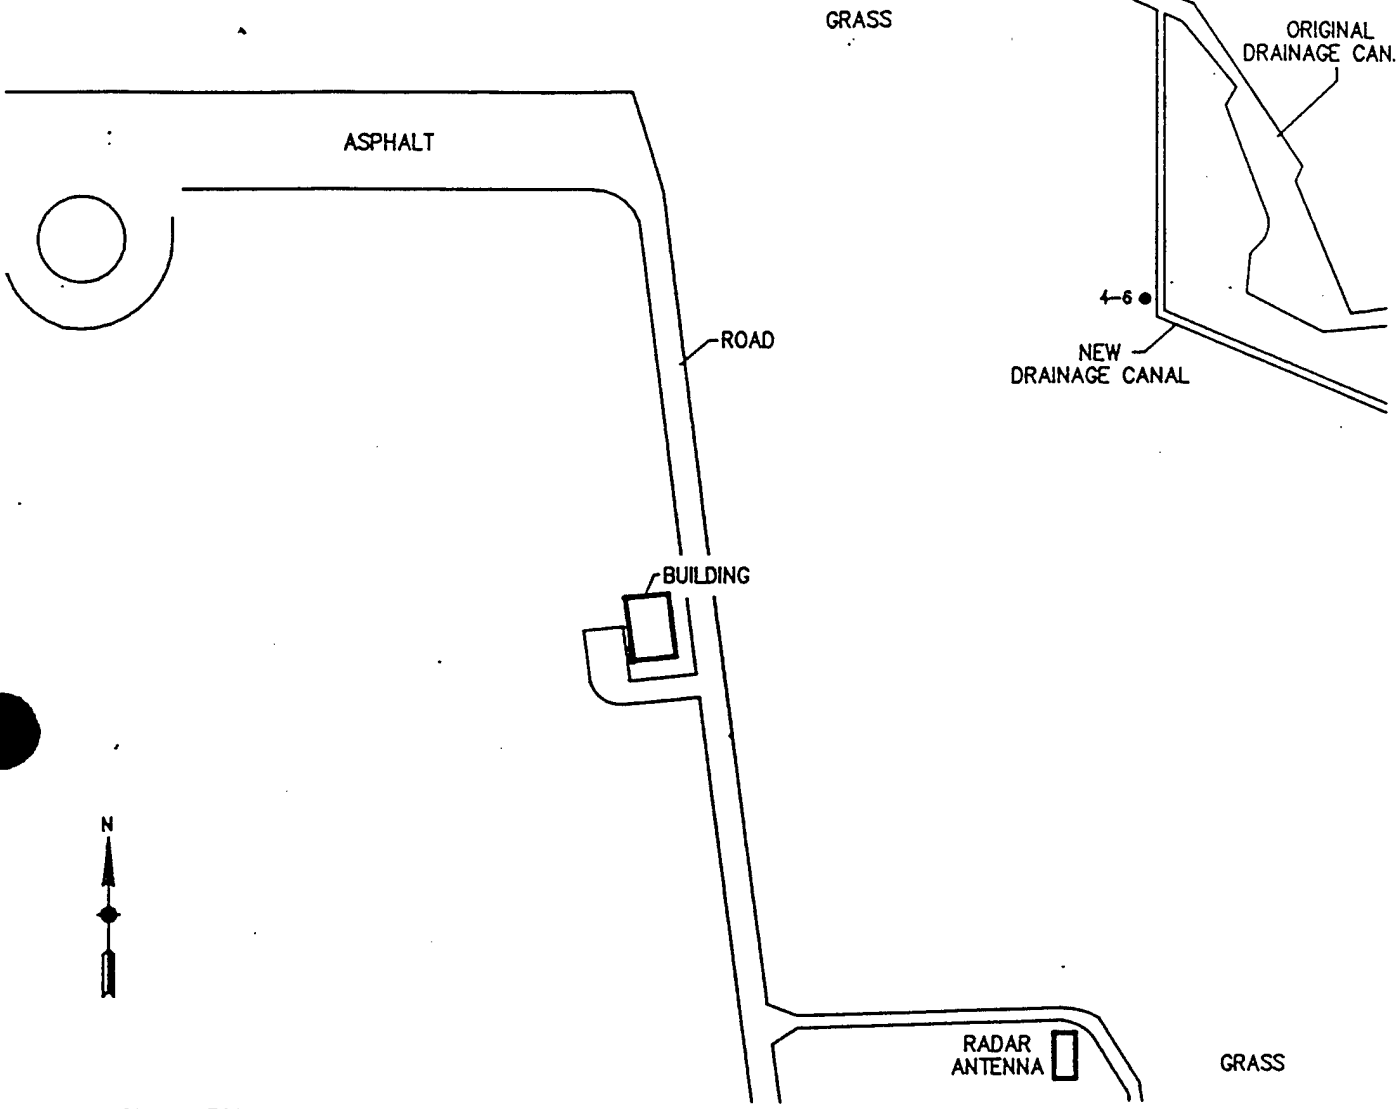 GRASS
ORIGINAL
DRAINAGE CAN.
ASPHALT
4-6
ROAD
NEW
DRAINAGE CANAL
BUILDING
N
RADAR
ANTENNA
GRASS